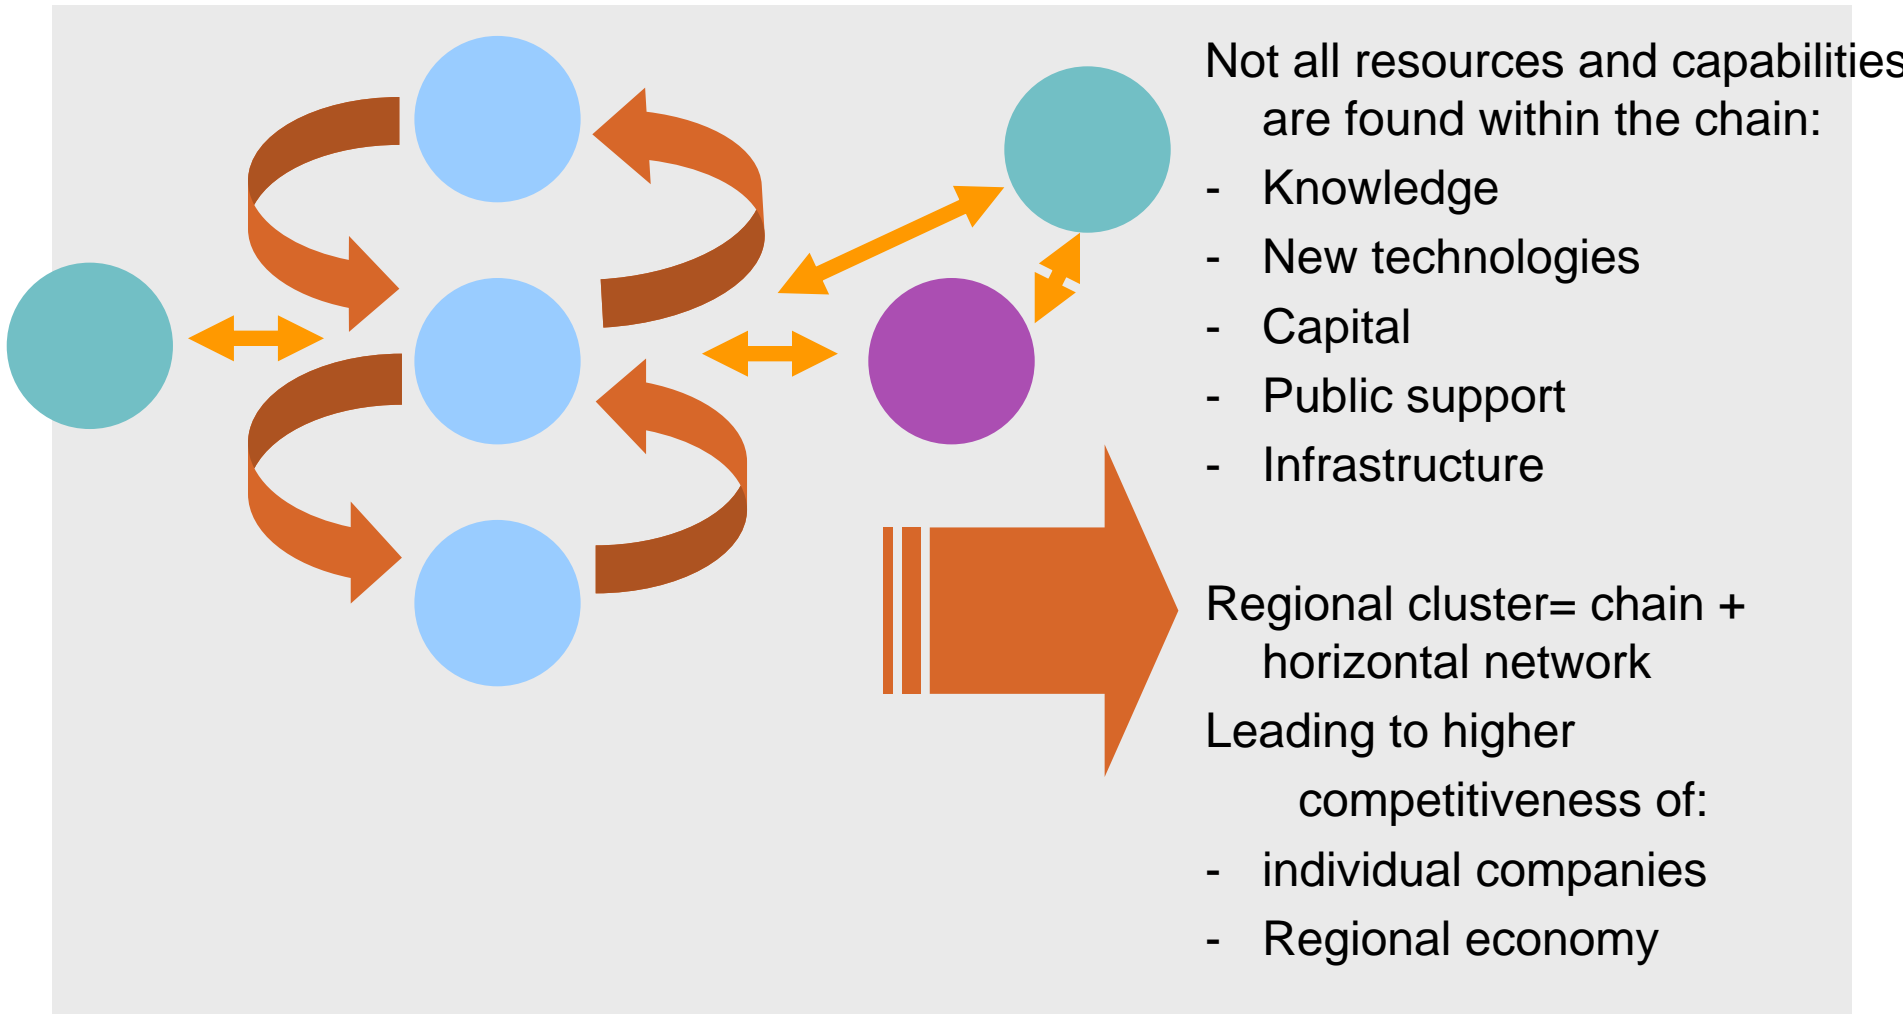 Not all resources and capabilities
are found within the chain:
- Knowledge
- New technologies
- Capital
- Public support
- Infrastructure
Regional cluster= chain +
horizontal network
Leading to higher
competitiveness of:
- individual companies
- Regional economy